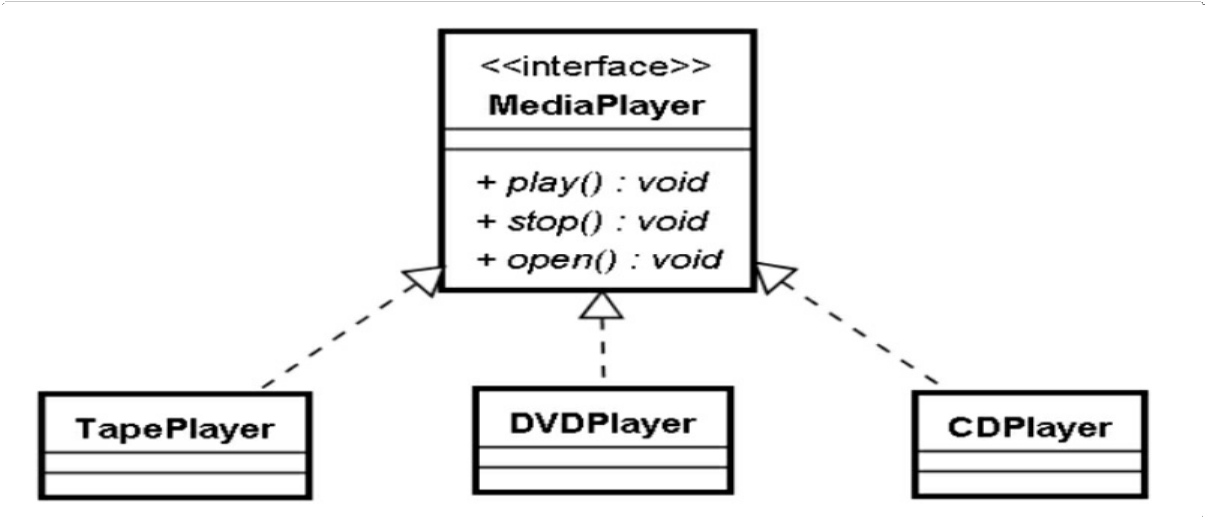 <<interface>>
MediaPlayer
+ play() : void
+ stop() : void
+ open() : void
TapePlayer
DVDPlayer
CDPlayer